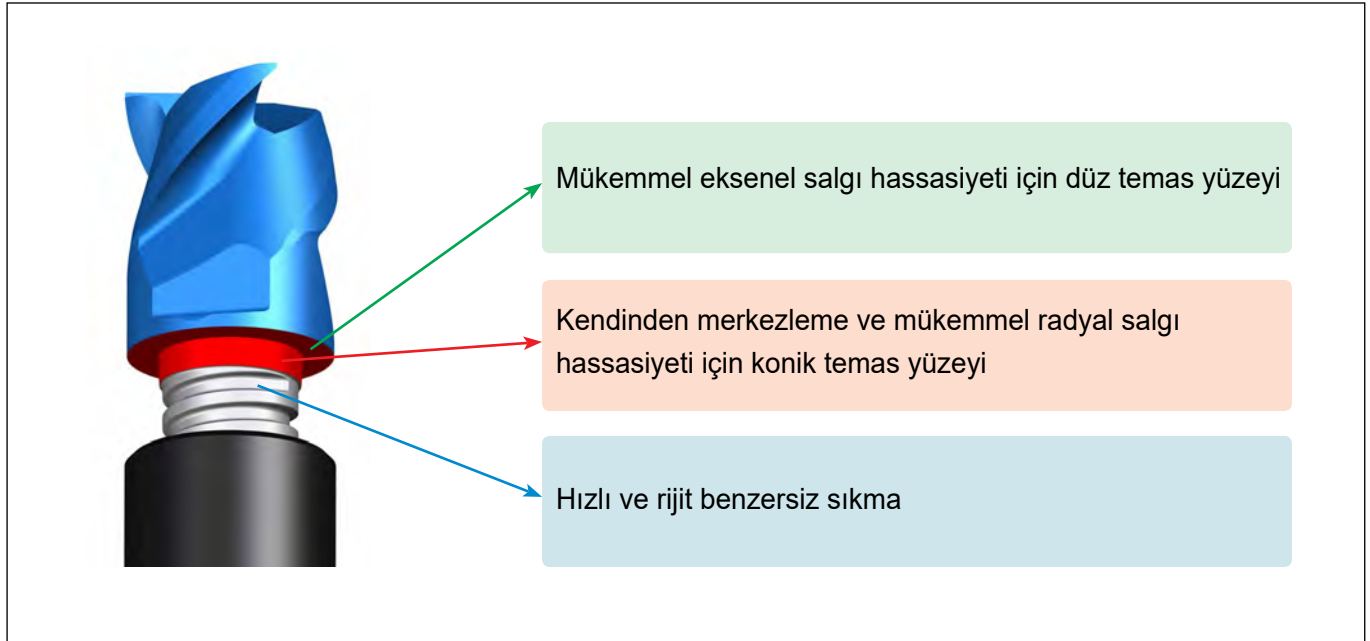 Mükemmel eksenel salgı hassasiyeti için düz temas yüzeyi
Kendinden merkezleme ve mükemmel radyal salgı
hassasiyeti için konik temas yüzeyi
Hızlı ve rijit benzersiz sıkma